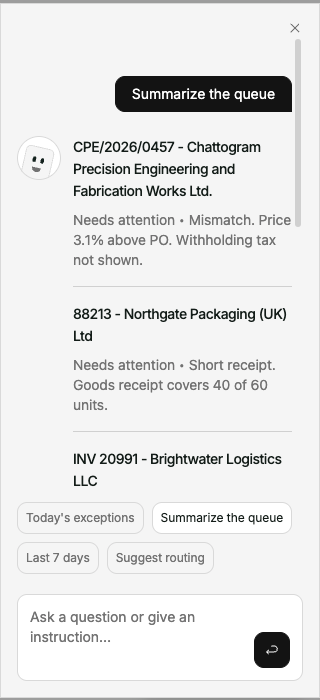 Summarize the queue
CPE/2026/0457 - Chattogram
Precision Engineering and
Fabrication Works Ltd.
Needs attention • Mismatch. Price
3.1% above PO. Withholding tax
not shown.
88213 - Northgate Packaging (UK)
Ltd
Needs attention • Short receipt.
Goods receipt covers 40 of 60
units.
INV 20991 - Brightwater Logistics
LLC
Today's exceptions
Summarize the queue
Last 7 days
Suggest routing
Ask a question or give an
instruction...